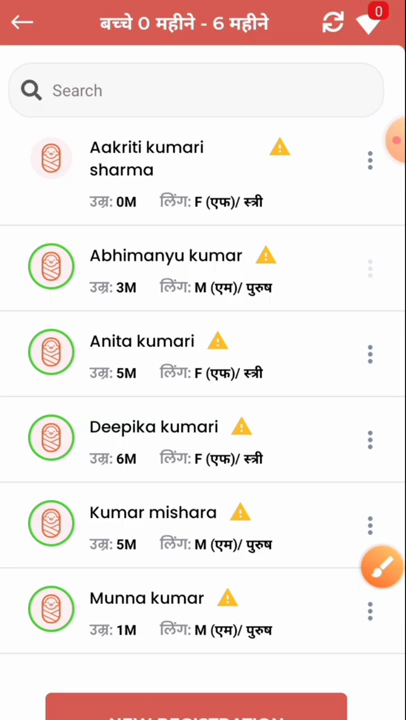 बच्चे 0 महीने - 6 महीने
0
Search
Aakriti kumari
sharma
उम्र: 0M लिंग: F (एफ)/ स्त्री
Abhimanyu kumar
उम्र: 3M लिंग: M (एम)/ पुरुष
Anita kumari
उम्र: 5M लिंग: F (एफ)/ स्त्री
Deepika kumari
उम्र: 6M लिंग: F (एफ)/ स्त्री
Kumar mishara
उम्र: 5M लिंग: M (एम)/ पुरुष
Munna kumar
उम्र: 1M लिंग: M (एम)/ पुरुष
NEW REGISTRATION